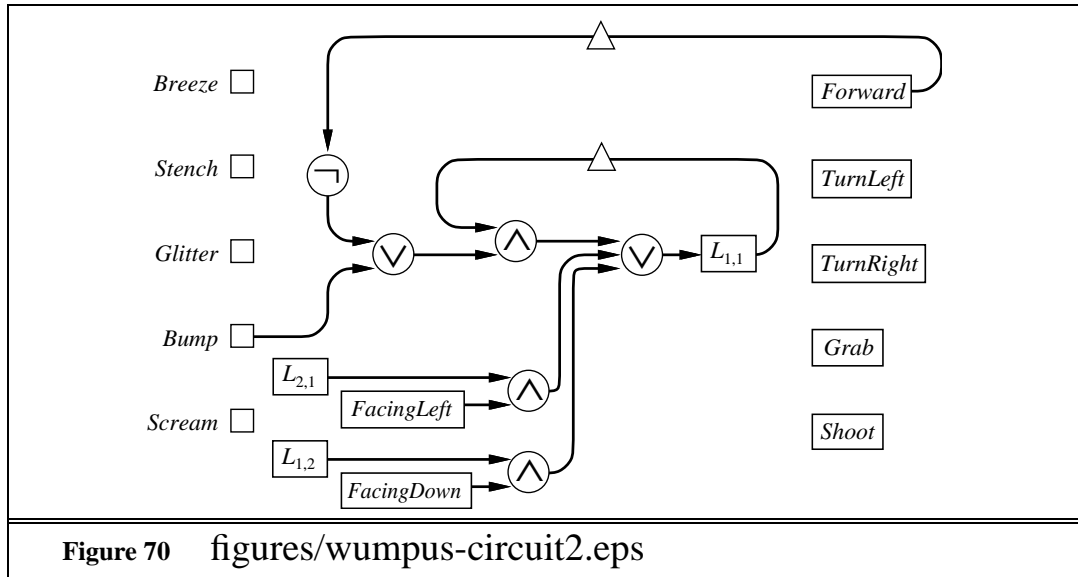 Breeze
Stench
Glitter
Bump
Scream
¬
∨
∧
∨
L1,1
L2,1
FacingLeft
∧
L1,2
FacingDown
∧
Forward
TurnLeft
TurnRight
Grab
Shoot
Figure 70 figures/wumpus-circuit2.eps